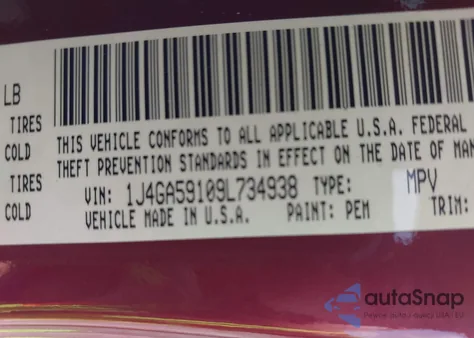 LB
TIRES
COLD THIS VEHICLE CONFORMS TO ALL APPLICABLE U.S.A. FEDERAL
THEFT PREVENTION STANDARDS IN EFFECT ON THE DATE OF MAN
TIRES VIN: 1J4GA59109L734938 TYPE: MPV
COLD VEHICLE MADE IN U.S.A. PAINT: PEM TRIM:
autaSnap